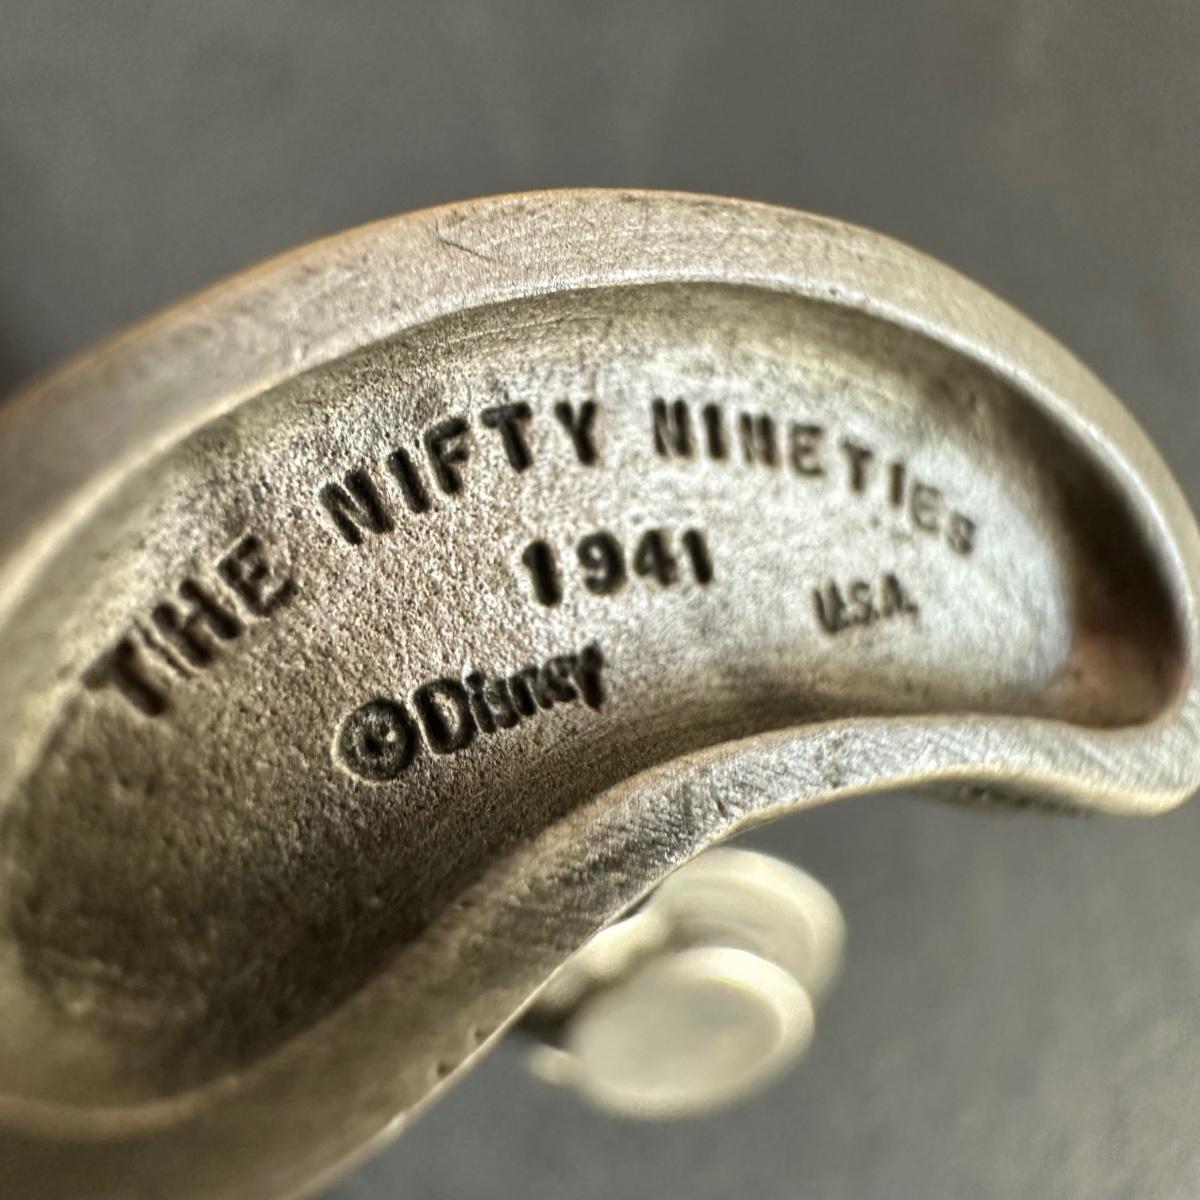 THE NIFTY NINETIES
1941
U.S.A.
©Disney